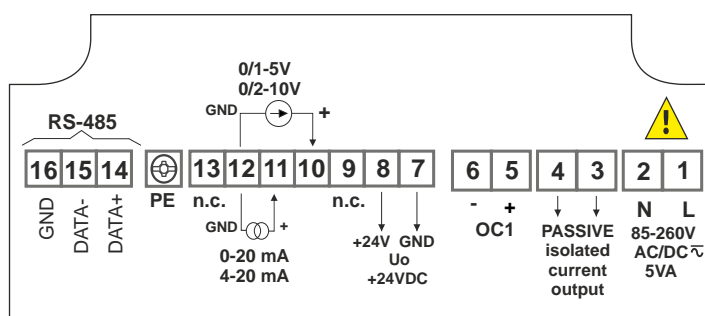 0/1-5V
0/2-10V
GND +
RS-485
16 15 14 13 12 11 10 9 8 7 6 5 4 3 2 1
GND
DATA-
DATA+
PE
n.c.
GND +
0-20 mA
4-20 mA
n.c.
+24V GND
Uo
+24VDC
- +
OC1
PASSIVE
isolated
current
output
N L
85-260V
AC/DC
5VA
!